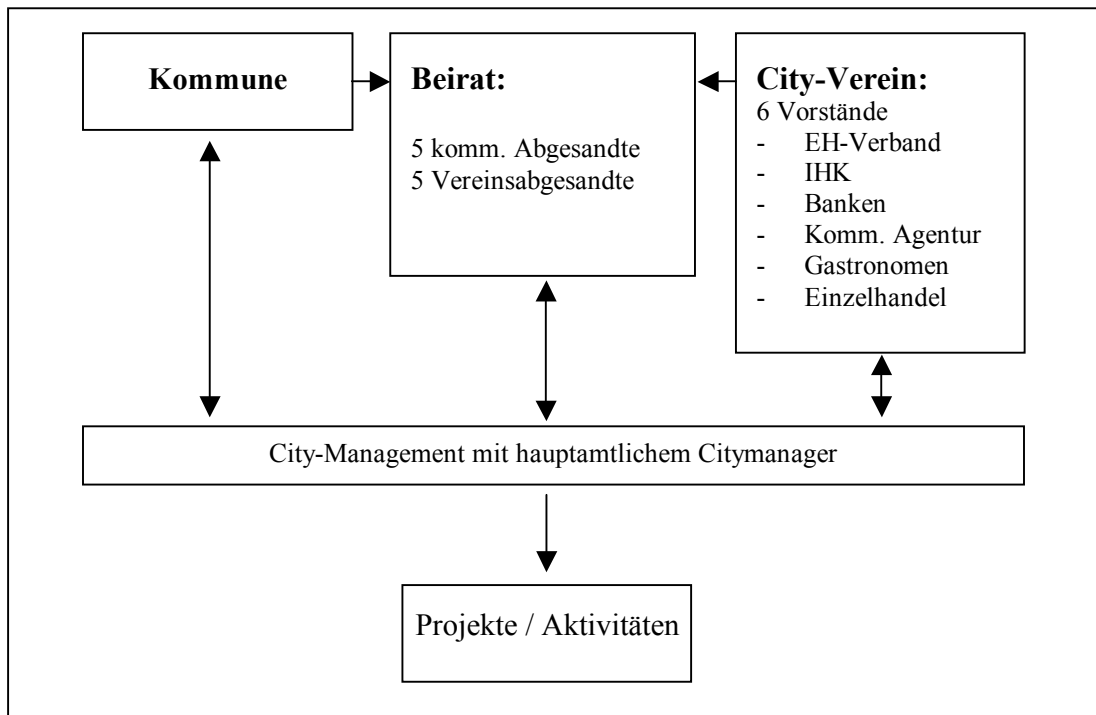 Kommune
Beirat:
5 komm. Abgesandte
5 Vereinsabgesandte
City-Verein:
6 Vorstände
- EH-Verband
- IHK
- Banken
- Komm. Agentur
- Gastronomen
- Einzelhandel
City-Management mit hauptamtlichem Citymanager
Projekte / Aktivitäten